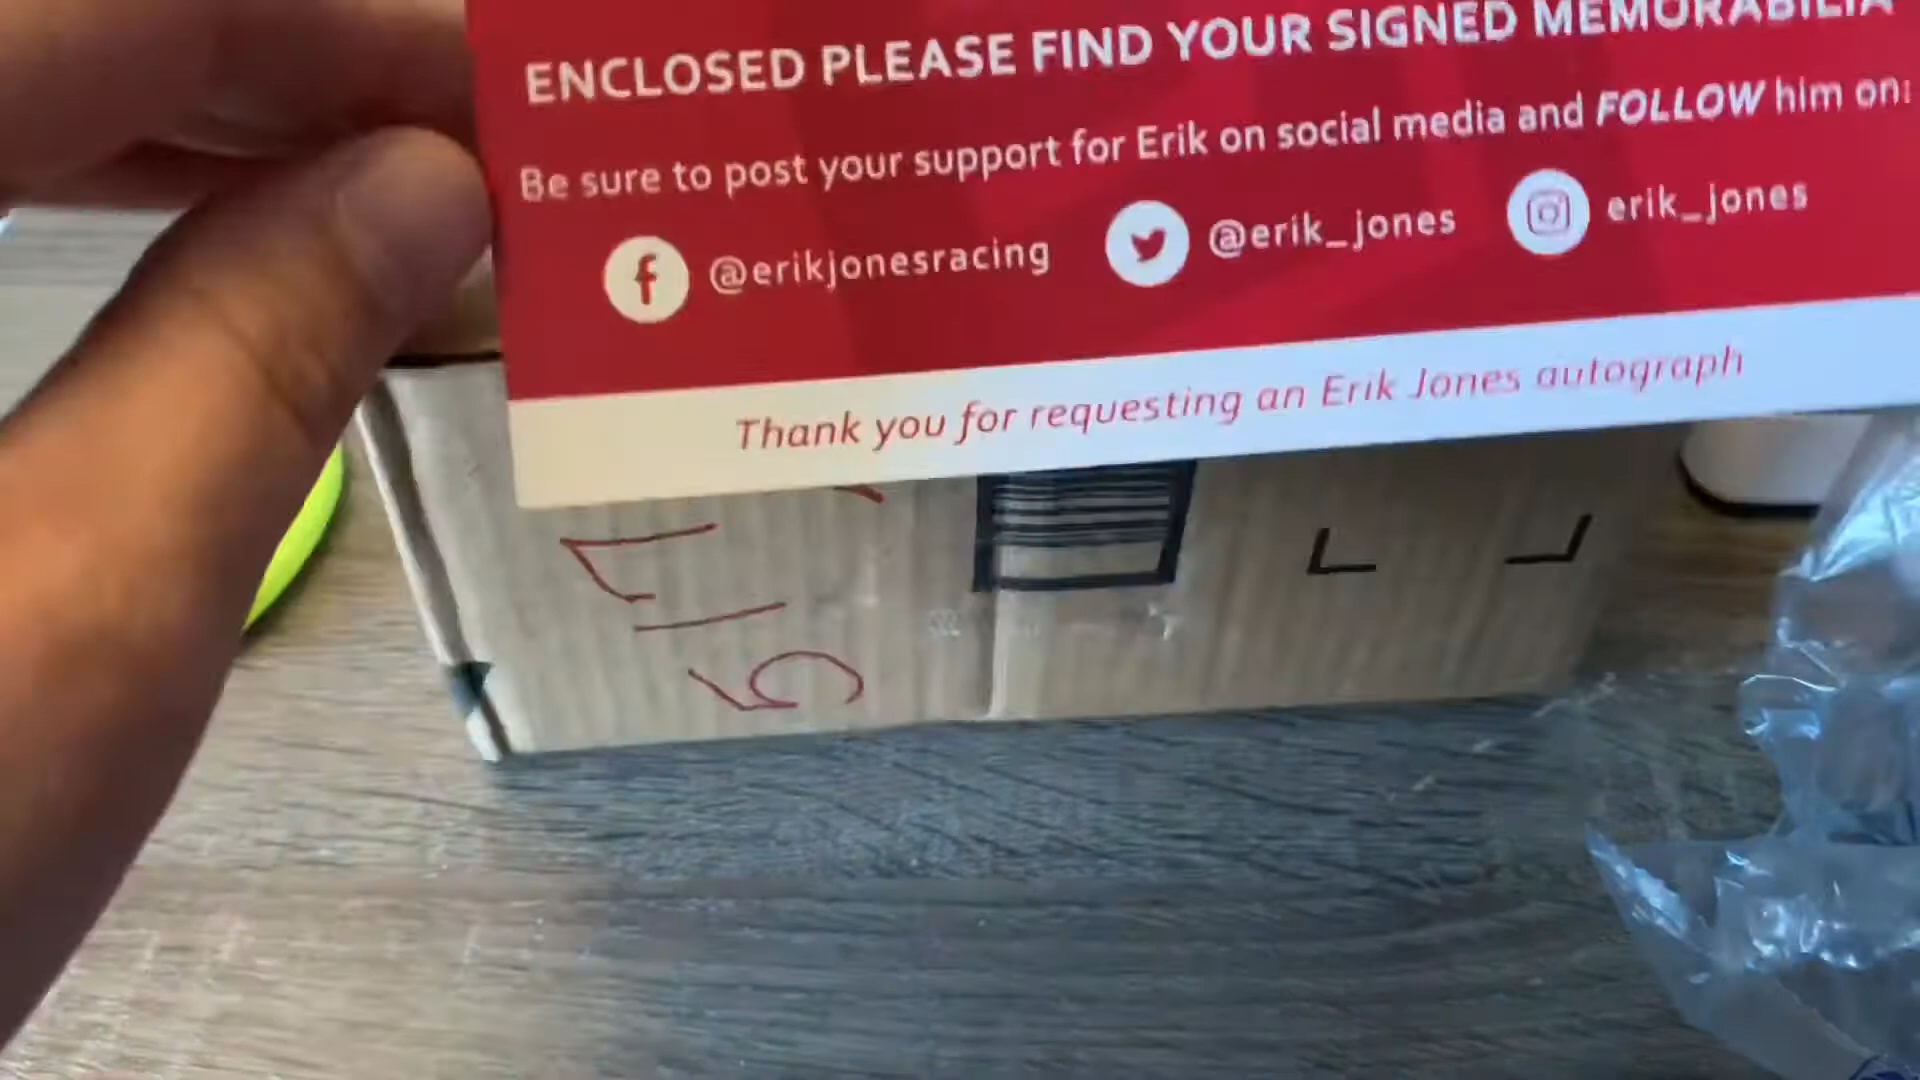 ENCLOSED PLEASE FIND YOUR SIGNED MEMORABILIA
Be sure to post your support for Erik on social media and FOLLOW him on:
@erikjonesracing @erik_jones erik_jones
Thank you for requesting an Erik Jones autograph